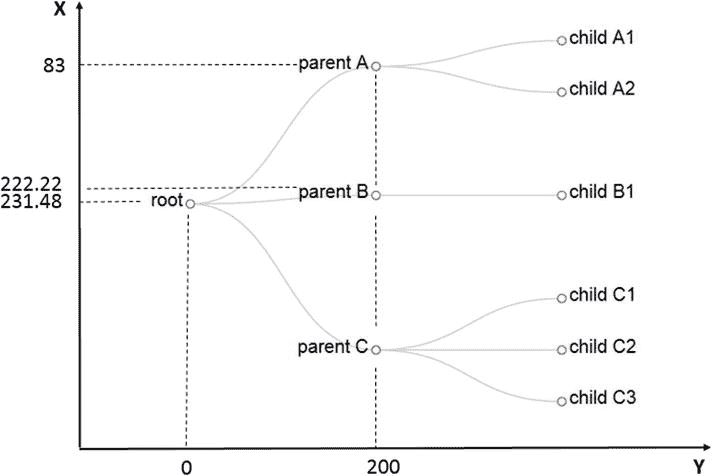 X
child A1
83
parent A
child A2
222.22
231.48
root
parent B
child B1
child C1
parent C
child C2
child C3
0
200
Y